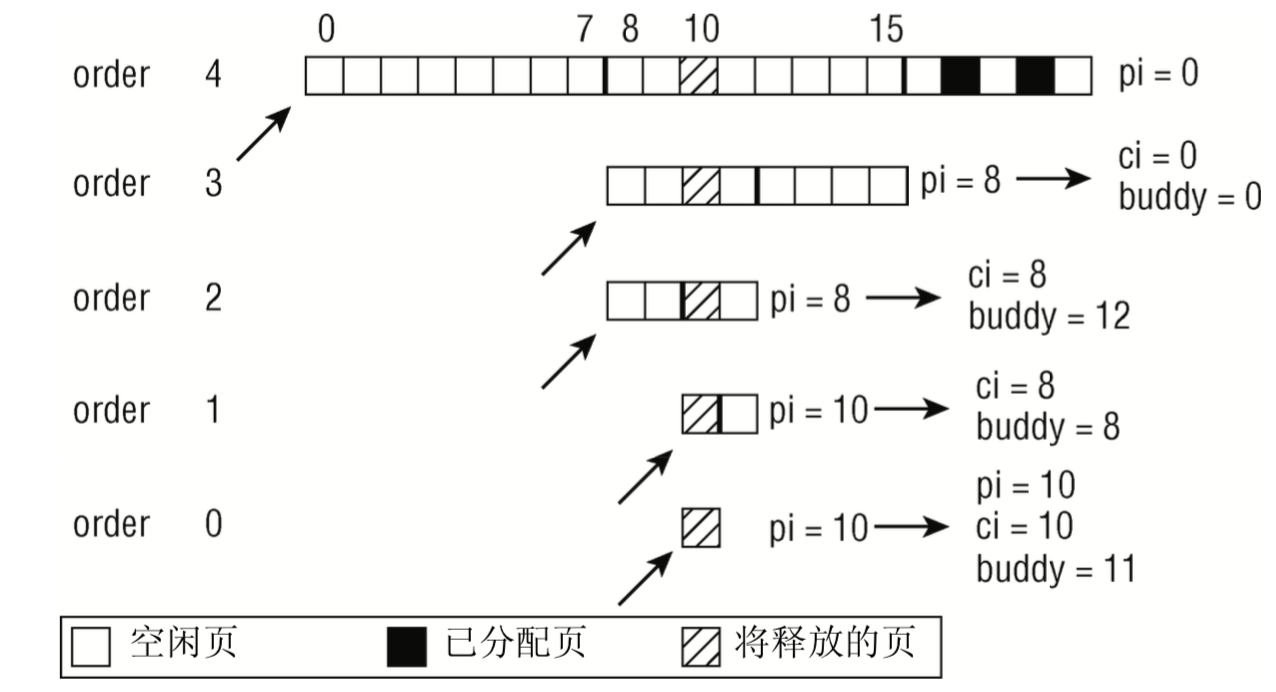 0 7 8 10 15
order 4 pi = 0
order 3 pi = 8 ci = 0
buddy = 0
order 2 pi = 8 ci = 8
buddy = 12
order 1 pi = 10 ci = 8
buddy = 8
order 0 pi = 10 pi = 10
ci = 10
buddy = 11
空闲页 已分配页 将释放的页